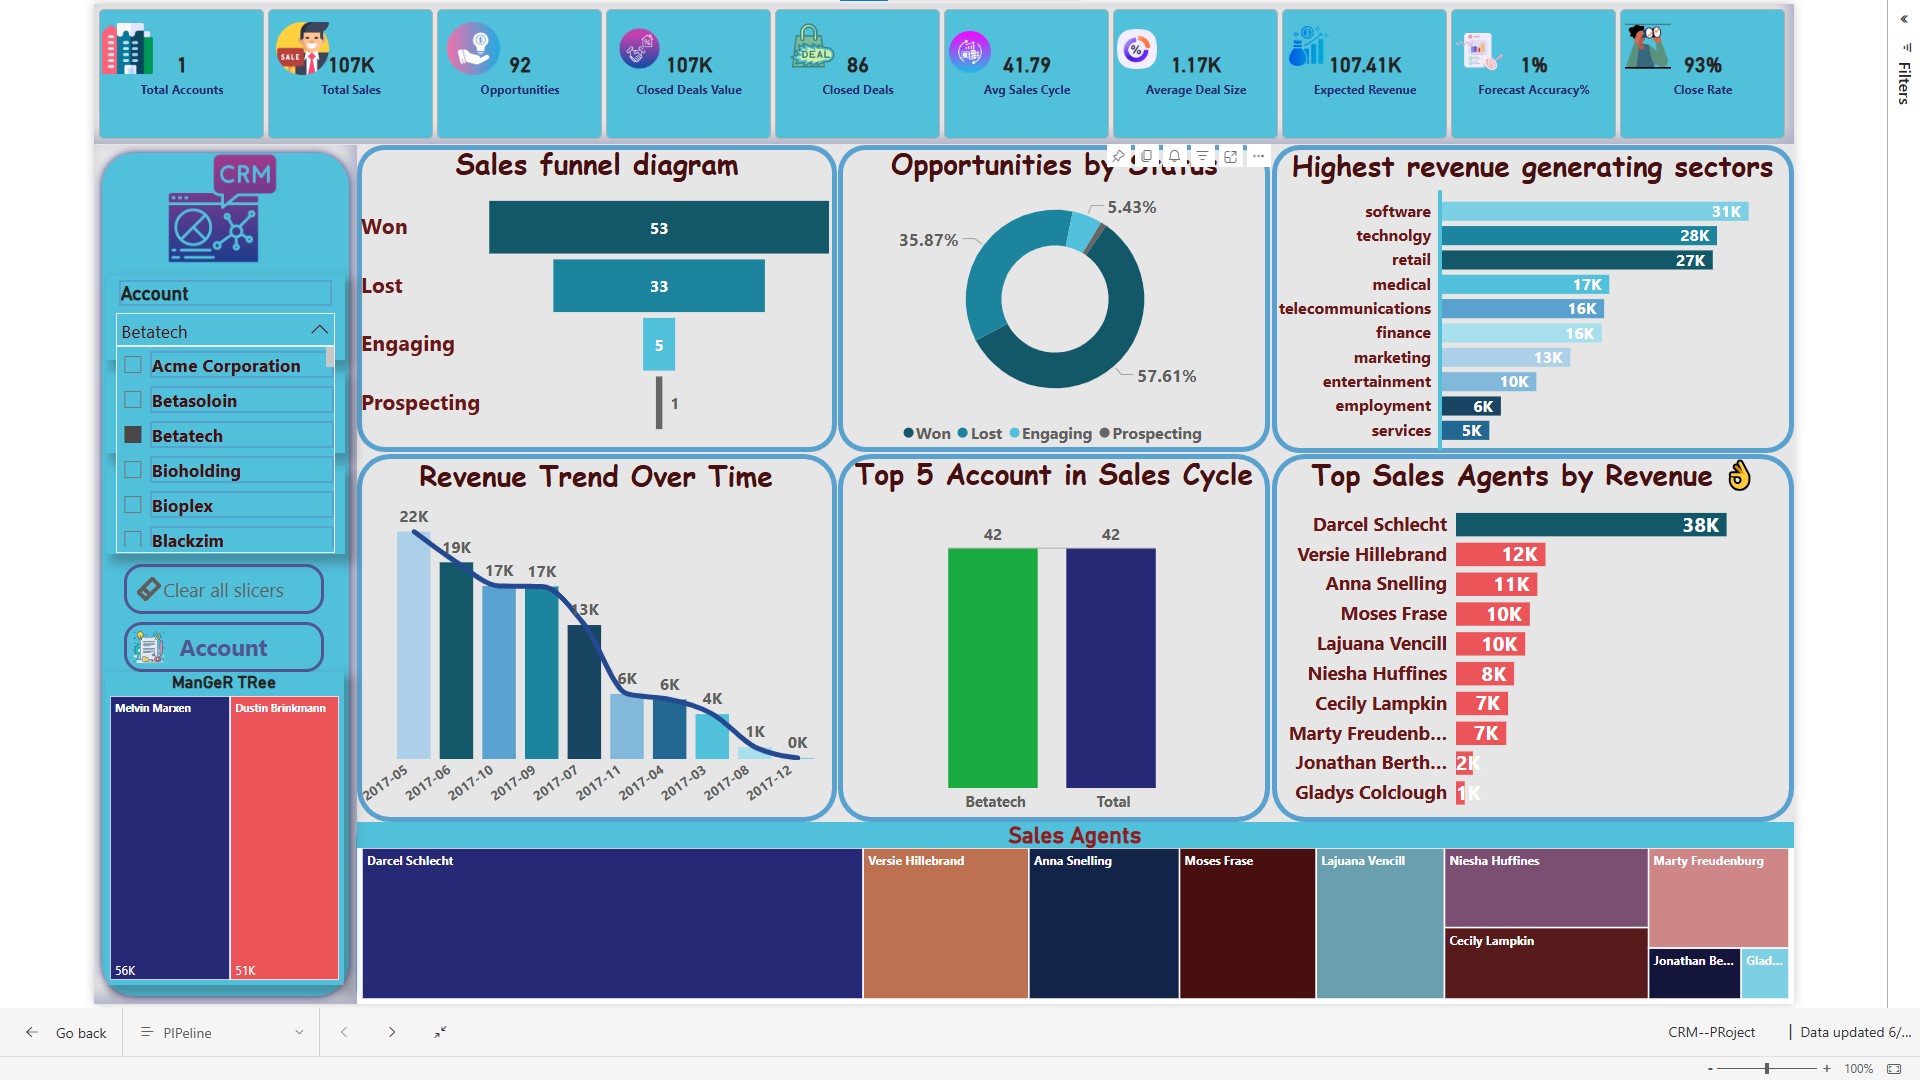 1
Total Accounts
SALE
107K
Total Sales
92
Opportunities
107K
Closed Deals Value
DEAL
86
Closed Deals
41.79
Avg Sales Cycle
%
1.17K
Average Deal Size
107.41K
Expected Revenue
1%
Forecast Accuracy%
93%
Close Rate
Filters
CRM
Account
Betatech
Acme Corporation
Betasoloin
Betatech
Bioholding
Bioplex
Blackzim
Clear all slicers
Account
ManGeR TRee
Melvin Marxen
56K
Dustin Brinkmann
51K
Sales funnel diagram
Won
53
Lost
33
Engaging
5
Prospecting
1
Opportunities by Status
5.43%
35.87%
57.61%
Won Lost Engaging Prospecting
Highest revenue generating sectors
software 31K
technolgy 28K
retail 27K
medical 17K
telecommunications 16K
finance 16K
marketing 13K
entertainment 10K
employment 6K
services 5K
Revenue Trend Over Time
22K
19K
17K
17K
13K
6K
6K
4K
1K
0K
2017-05
2017-06
2017-10
2017-09
2017-07
2017-11
2017-04
2017-03
2017-08
2017-12
Top 5 Account in Sales Cycle
42
42
Betatech
Total
Top Sales Agents by Revenue 👌
Darcel Schlecht 38K
Versie Hillebrand 12K
Anna Snelling 11K
Moses Frase 10K
Lajuana Vencill 10K
Niesha Huffines 8K
Cecily Lampkin 7K
Marty Freudenb... 7K
Jonathan Berth... 2K
Gladys Colclough 1K
Sales Agents
Darcel Schlecht
Versie Hillebrand
Anna Snelling
Moses Frase
Lajuana Vencill
Niesha Huffines
Cecily Lampkin
Marty Freudenburg
Jonathan Be...
Glad...
Go back
PIPeline
CRM--PRoject
| Data updated 6/...
- + 100%